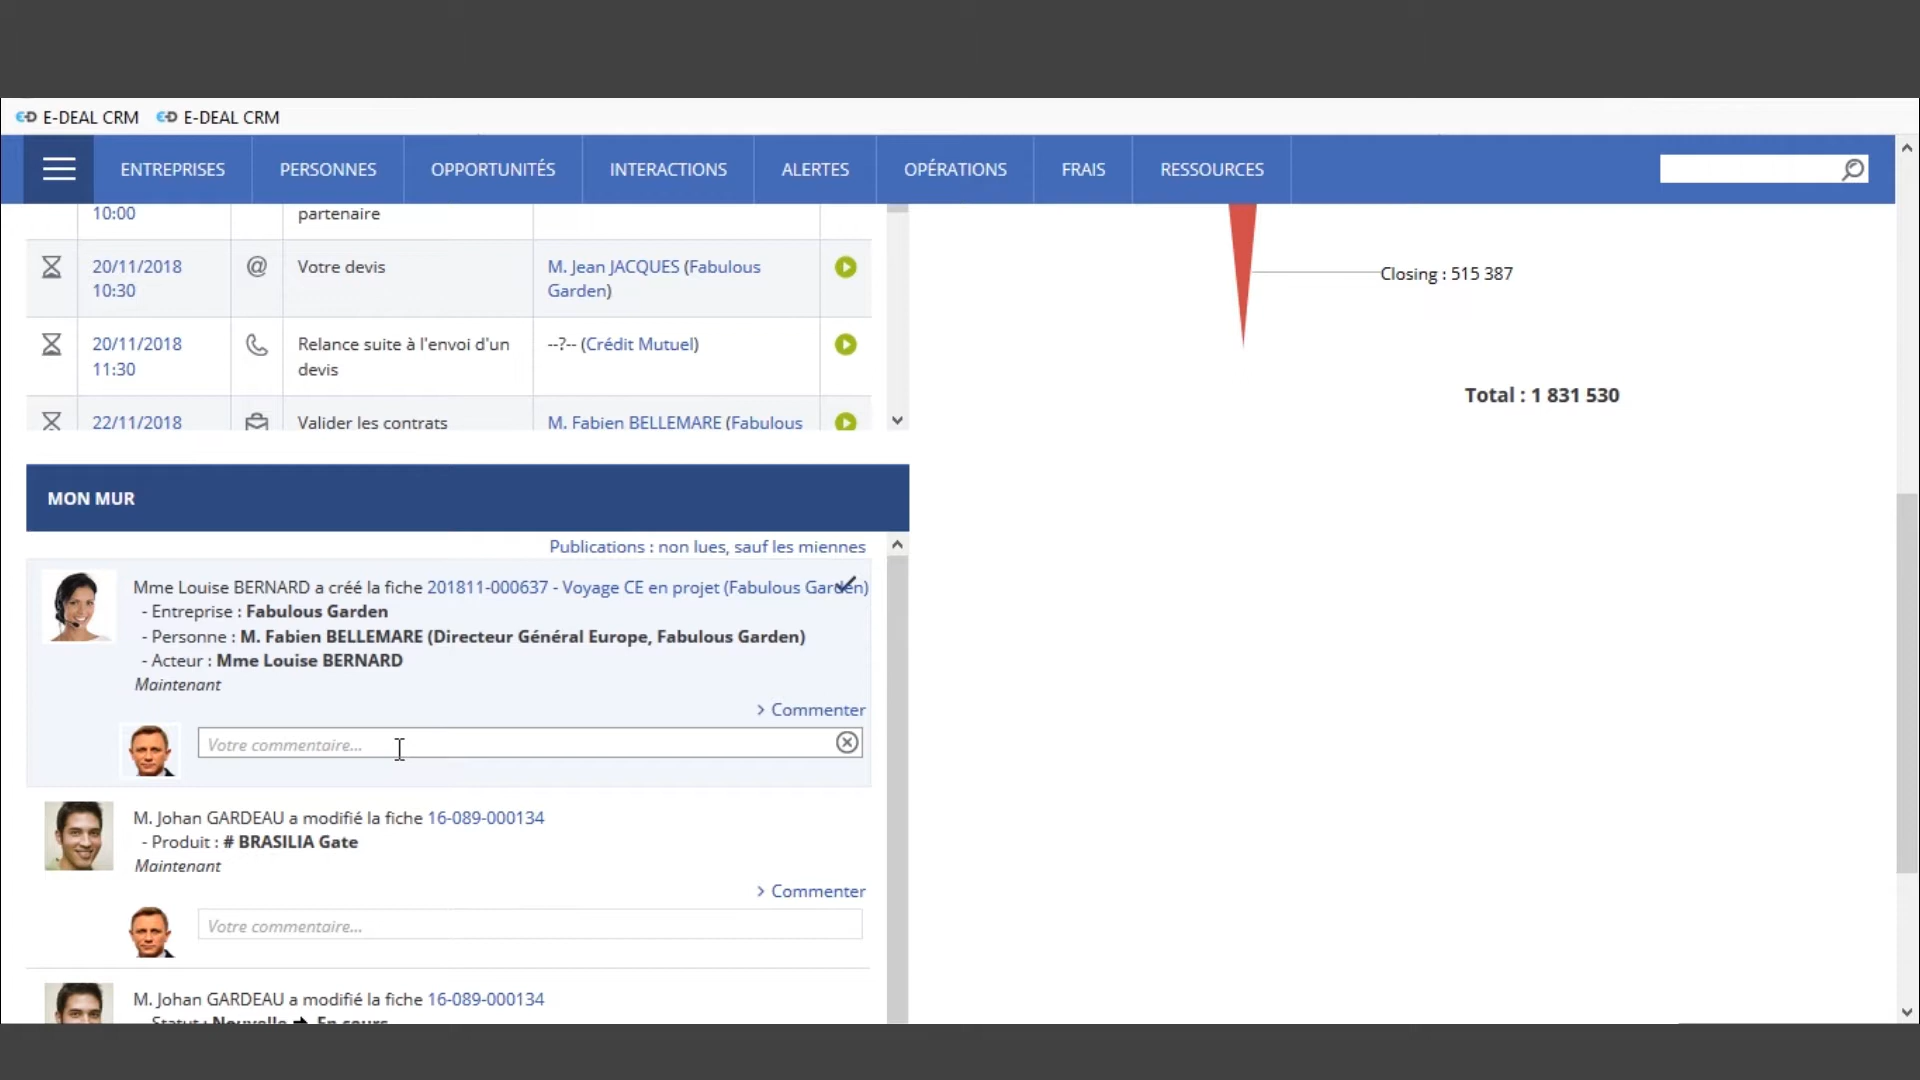 E-DEAL CRM E-DEAL CRM
ENTREPRISES PERSONNES OPPORTUNITÉS INTERACTIONS ALERTES OPÉRATIONS FRAIS RESSOURCES
10:00 partenaire
20/11/2018 @ Votre devis M. Jean JACQUES (Fabulous
10:30 Garden)
20/11/2018 Relance suite à l'envoi d'un --?-- (Crédit Mutuel)
11:30 devis
22/11/2018 Valider les contrats M. Fabien BELLEMARE (Fabulous
Closing : 515 387
Total : 1 831 530
MON MUR
Publications : non lues, sauf les miennes
Mme Louise BERNARD a créé la fiche 201811-000637 - Voyage CE en projet (Fabulous Garden)
- Entreprise : Fabulous Garden
- Personne : M. Fabien BELLEMARE (Directeur Général Europe, Fabulous Garden)
- Acteur : Mme Louise BERNARD
Maintenant
> Commenter
Votre commentaire...
M. Johan GARDEAU a modifié la fiche 16-089-000134
- Produit : # BRASILIA Gate
Maintenant
> Commenter
Votre commentaire...
M. Johan GARDEAU a modifié la fiche 16-089-000134
- Statut : Nouvelle ➔ En cours